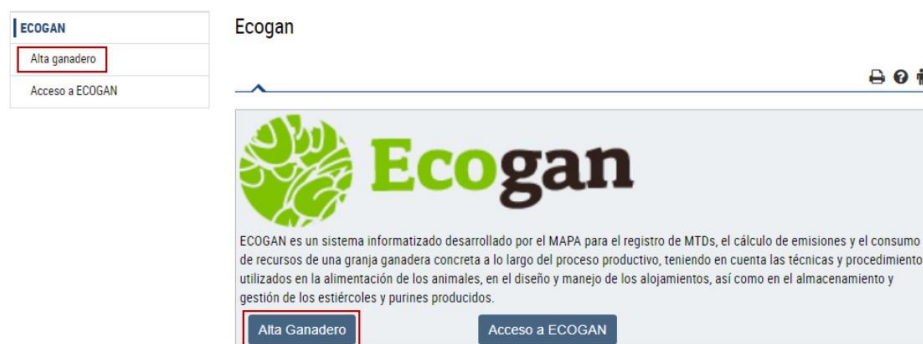 ECOGAN
Alta ganadero
Acceso a ECOGAN
Ecogan
Ecogan
ECOGAN es un sistema informatizado desarrollado por el MAPA para el registro de MTDs, el cálculo de emisiones y el consumo
de recursos de una granja ganadera concreta a lo largo del proceso productivo, teniendo en cuenta las técnicas y procedimiento
utilizados en la alimentación de los animales, en el diseño y manejo de los alojamientos, así como en el almacenamiento y
gestión de los estiércoles y purines producidos.
Alta Ganadero
Acceso a ECOGAN